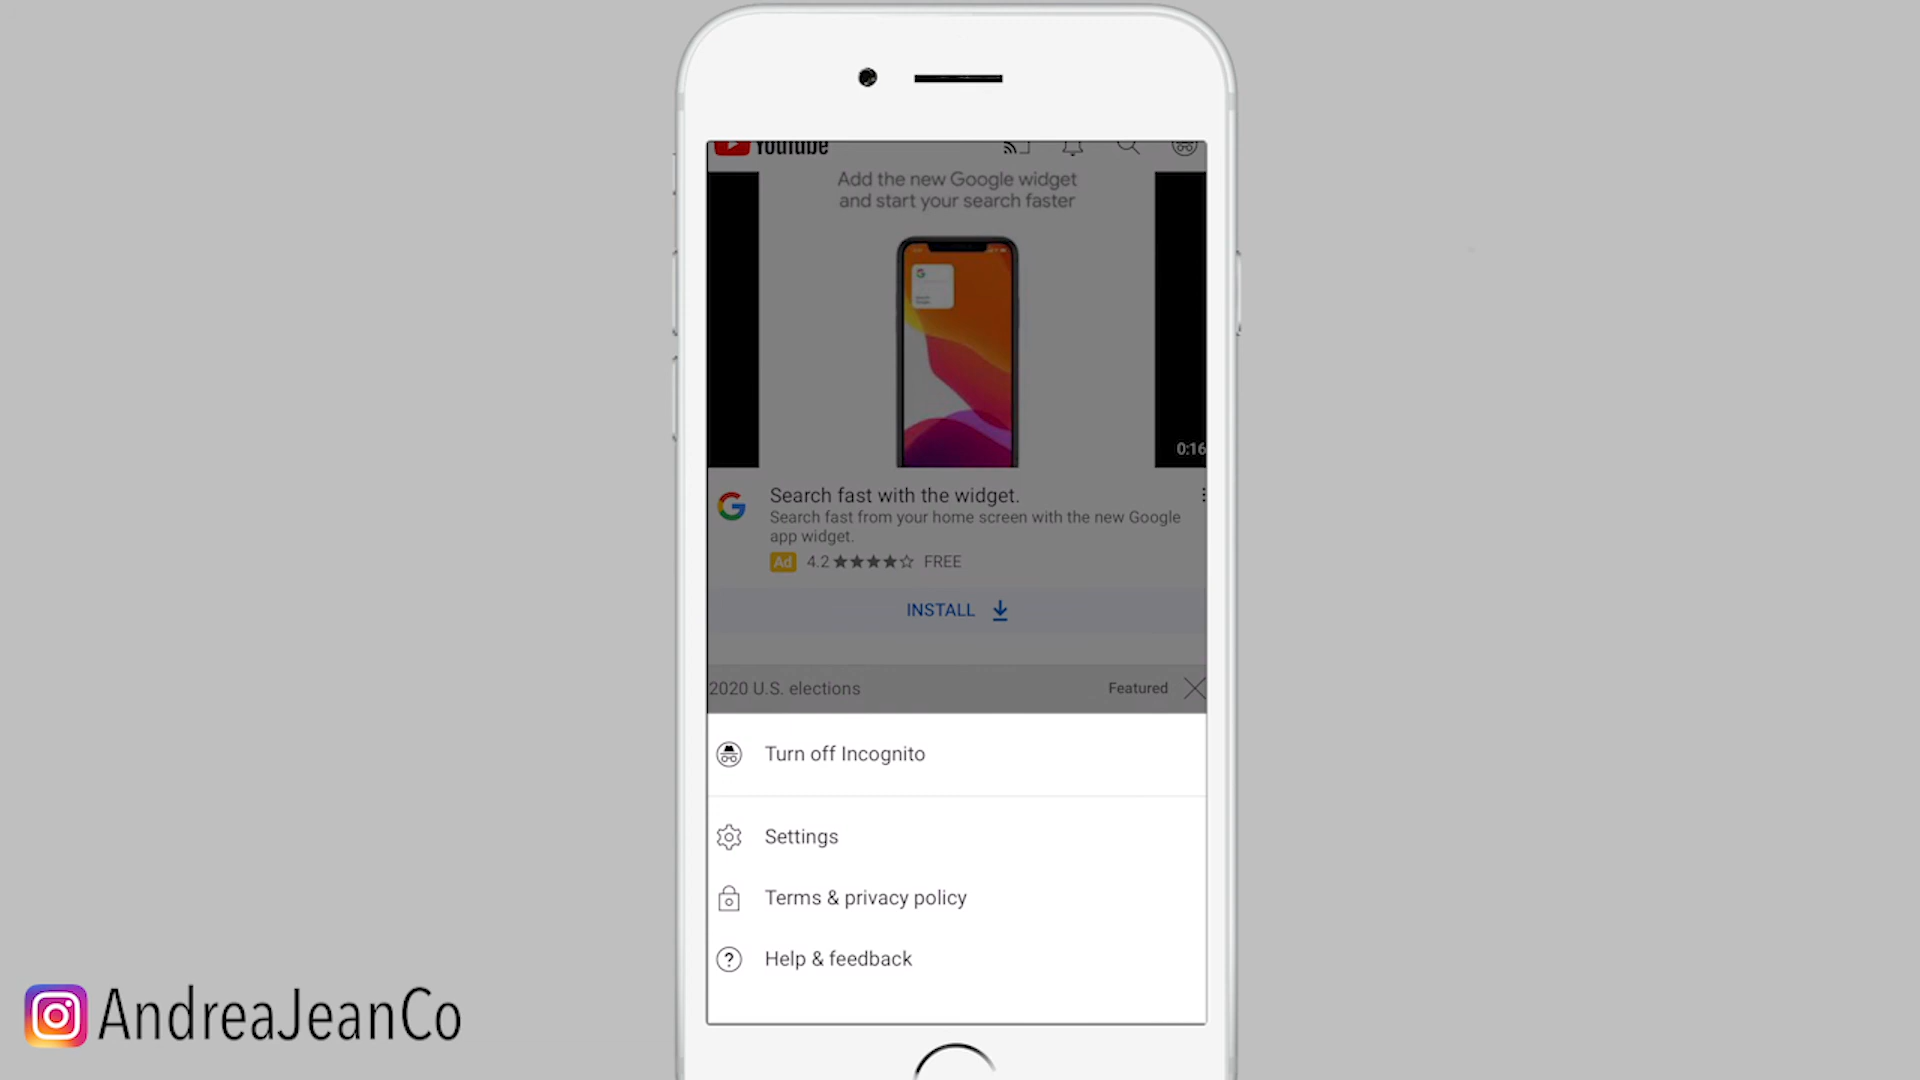 YouTube
Add the new Google widget
and start your search faster
0:16
Search fast with the widget.
Search fast from your home screen with the new Google
app widget.
Ad 4.2 FREE
INSTALL
2020 U.S. elections Featured
Turn off Incognito
Settings
Terms & privacy policy
Help & feedback
AndreaJeanCo